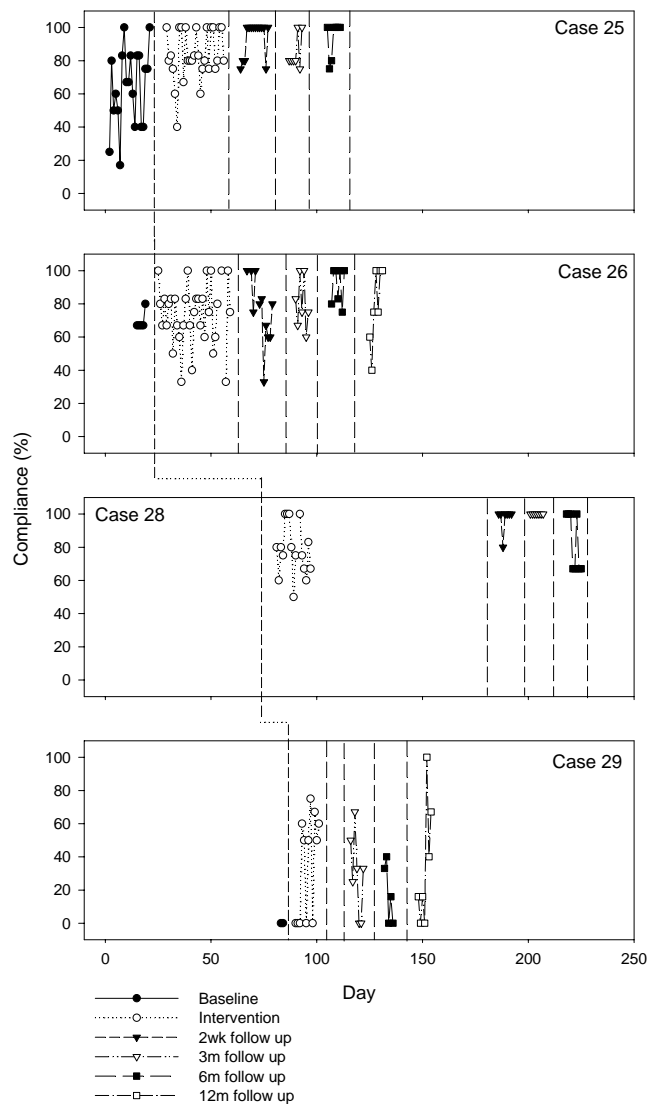 Case 25
100
80
60
40
20
0
Case 26
100
80
60
40
20
0
Compliance (%)
Case 28
100
80
60
40
20
0
Case 29
100
80
60
40
20
0
0 50 100 150 200 250
Day
Baseline
Intervention
2wk follow up
3m follow up
6m follow up
12m follow up